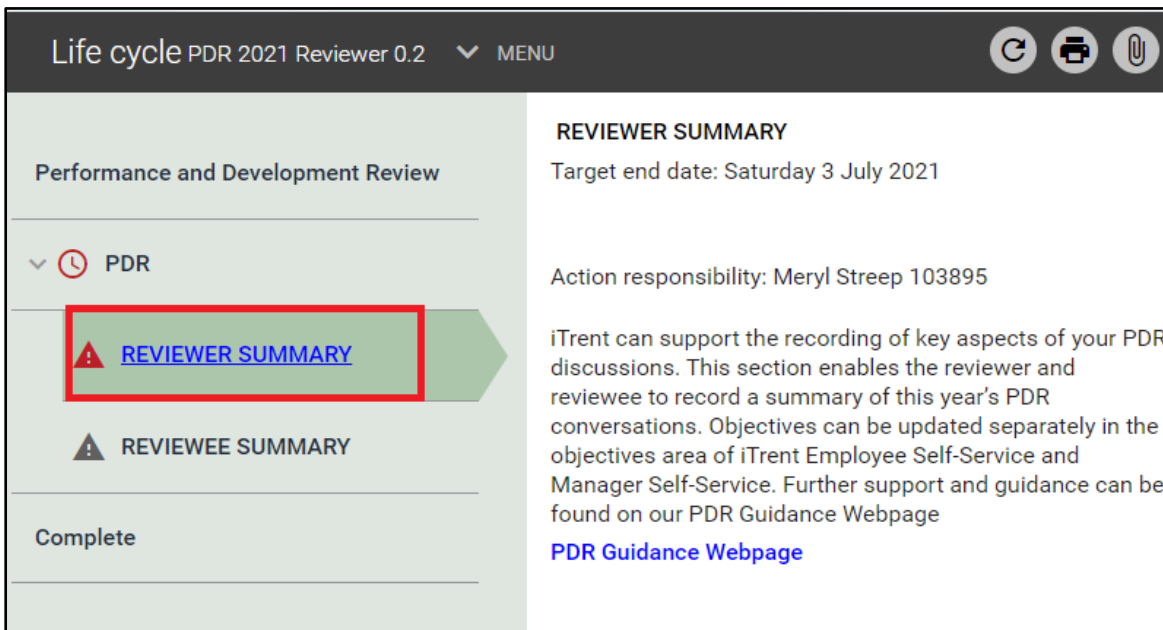 Life cycle PDR 2021 Reviewer 0.2 MENU
Performance and Development Review
PDR
REVIEWER SUMMARY
REVIEWEE SUMMARY
Complete
REVIEWER SUMMARY
Target end date: Saturday 3 July 2021
Action responsibility: Meryl Streep 103895
iTrent can support the recording of key aspects of your PDR
discussions. This section enables the reviewer and
reviewee to record a summary of this year's PDR
conversations. Objectives can be updated separately in the
objectives area of iTrent Employee Self-Service and
Manager Self-Service. Further support and guidance can be
found on our PDR Guidance Webpage
PDR Guidance Webpage